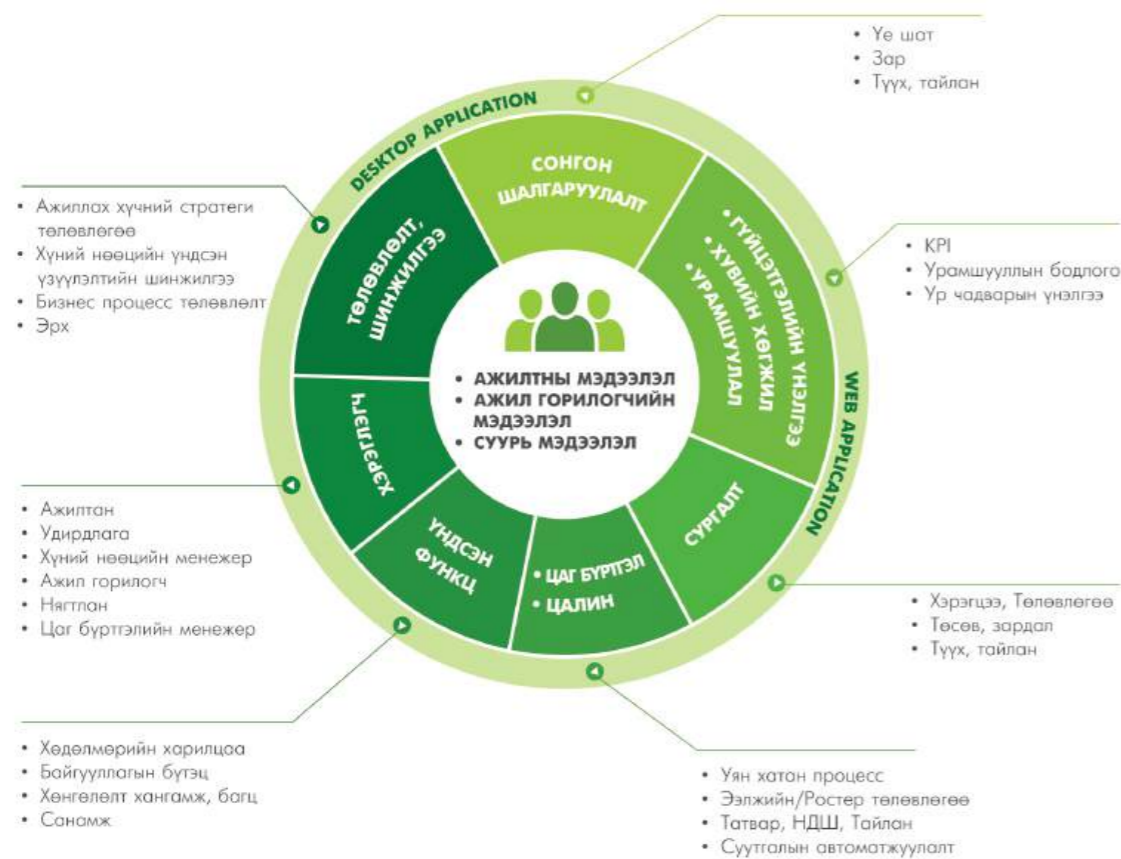 • Үе шат
• Зар
• Түүх, тайлан
DESKTOP APPLICATION
СОНГОН
ШАЛГАРУУЛАЛТ
• Ажиллах хүчний стратеги
төлөвлөгөө
• Хүний нөөцийн үндсэн
үзүүлэлтийн шинжилгээ
• Бизнес процесс төлөвлөлт
• Эрх
ТӨЛӨВЛӨЛТ,
ШИНЖИЛГЭЭ
• ГҮЙЦЭТГЭЛИЙН ҮНЭЛГЭЭ
• ХУВИЙН ХӨГЖИЛ
• УРАМШУУЛАЛ
• KPI
• Урамшууллын бодлого
• Ур чадварын үнэлгээ
• АЖИЛТНЫ МЭДЭЭЛЭЛ
• АЖИЛ ГОРИЛОГЧИЙН
МЭДЭЭЛЭЛ
• СУУРЬ МЭДЭЭЛЭЛ
WEB APPLICATION
ХЭРЭГЛЭГЧ
• Ажилтан
• Удирдлага
• Хүний нөөцийн менежер
• Ажил горилогч
• Нягтлан
• Цаг бүртгэлийн менежер
ҮНДСЭН
ФУНКЦ
• ЦАГ БҮРТГЭЛ
• ЦАЛИН
СУРГАЛТ
• Хэрэгцээ, Төлөвлөгөө
• Төсөв, зардал
• Түүх, тайлан
• Хөдөлмөрийн харилцаа
• Байгууллагын бүтэц
• Хөнгөлөлт хангамж, багц
• Санамж
• Уян хатан процесс
• Ээлжийн/Ростер төлөвлөгөө
• Татвар, НДШ, Тайлан
• Суутгалын автоматжуулалт